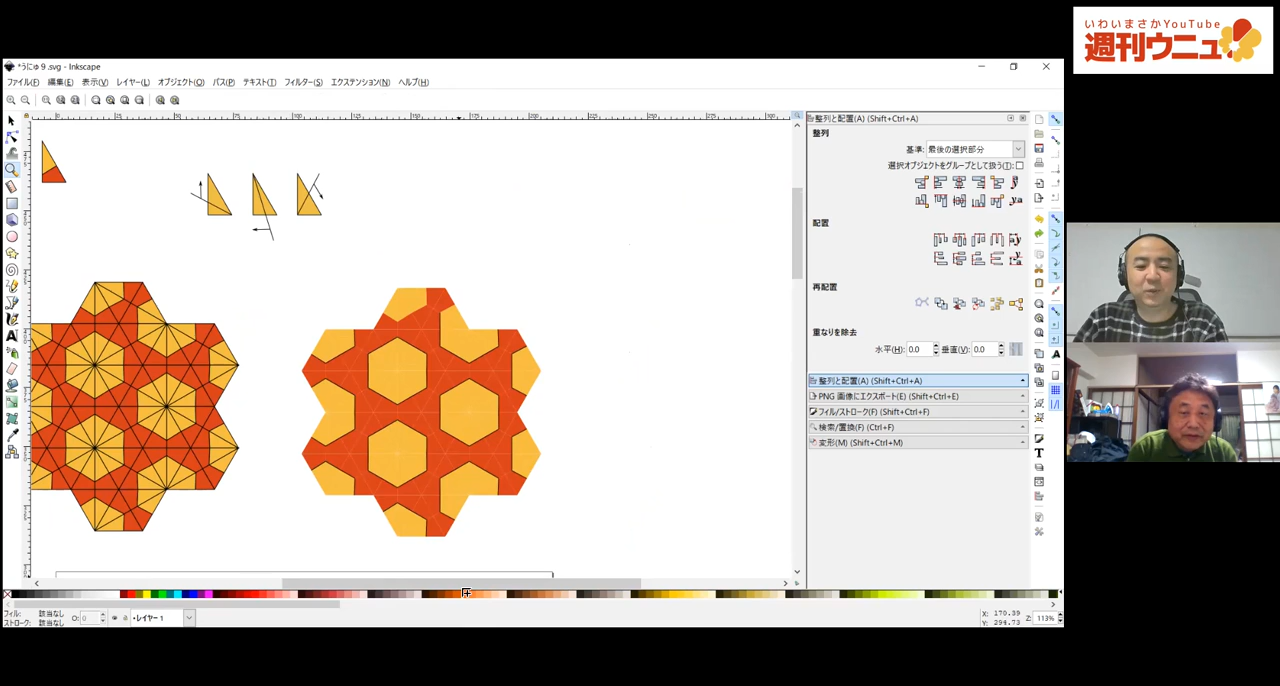 いわいまさかYouTube
週刊ウニュ
*うにゅ９.svg - Inkscape
ファイル(F) 編集(E) 表示(V) レイヤー(L) オブジェクト(O) パス(P) テキスト(T) フィルター(S) エクステンション(N) ヘルプ(H)
整列と配置(A) (Shift+Ctrl+A)
整列
基準: 最後の選択部分
選択オブジェクトをグループとして扱う(T):
配置
再配置
重なりを除去
水平(H): 0.0 垂直(V): 0.0
整列と配置(A) (Shift+Ctrl+A)
PNG 画像にエクスポート(E) (Shift+Ctrl+E)
フィル/ストローク(F) (Shift+Ctrl+F)
検索/置換(F) (Ctrl+F)
変形(M) (Shift+Ctrl+M)
フィル: 該当なし
ストローク: 該当なし
O: 0
レイヤー 1
X: 170.39
Y: 294.73
Z: 113%